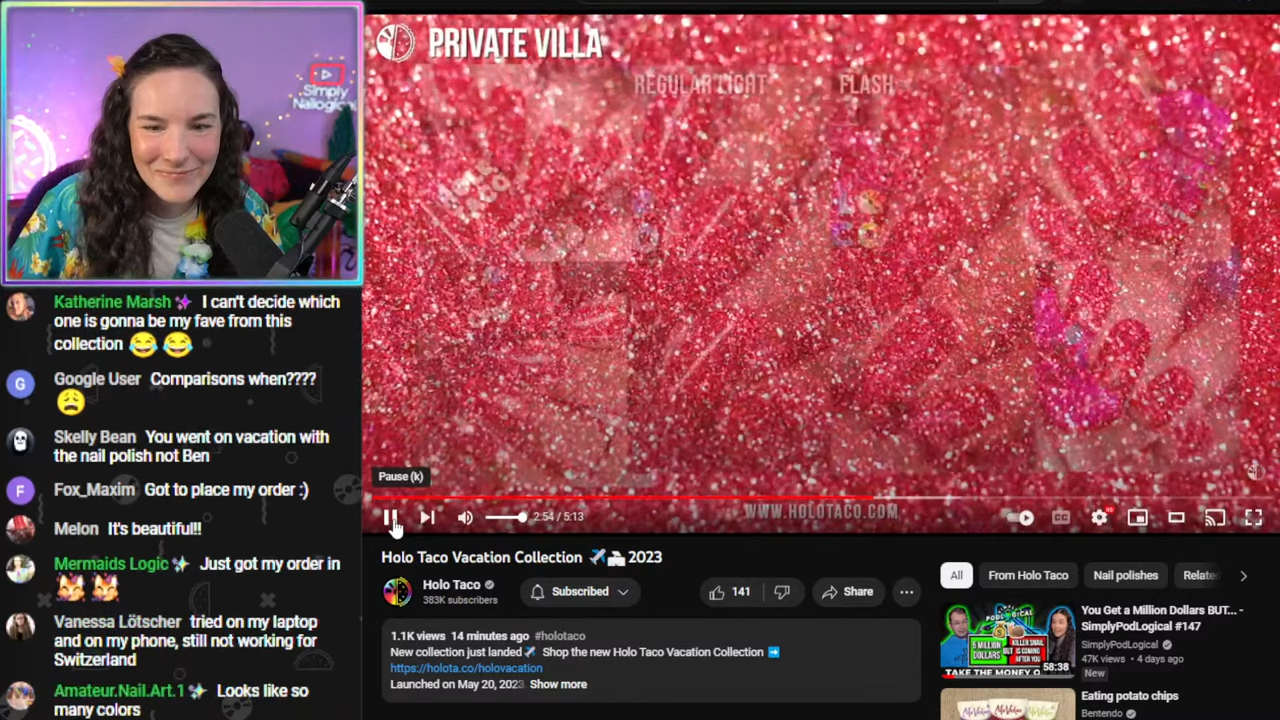 Simply
Nailogical
PRIVATE VILLA
REGULAR LIGHT
FLASH
Katherine Marsh I can't decide which
one is gonna be my fave from this
collection 😂 😂
G Google User Comparisons when????
😩
Skelly Bean You went on vacation with
the nail polish not Ben
F Fox_Maxim Got to place my order :)
Melon It's beautiful!!
Mermaids Logic Just got my order in
Vanessa Lötscher tried on my laptop
and on my phone, still not working for
Switzerland
Amateur.Nail.Art.1 Looks like so
many colors
Pause (k)
2:54 / 5:13
WWW.HOLOTACO.COM
CC
Holo Taco Vacation Collection ✈️🏖️ 2023
Holo Taco
383K subscribers
Subscribed
141
Share
1.1K views 14 minutes ago #holotaco
New collection just landed ✈️ Shop the new Holo Taco Vacation Collection ➡️
https://holota.co/holovacation
Launched on May 20, 2023 Show more
All
From Holo Taco
Nail polishes
Relate
58:38
You Get a Million Dollars BUT... -
SimplyPodLogical #147
SimplyPodLogical
47K views • 4 days ago
New
Eating potato chips
Bentendo